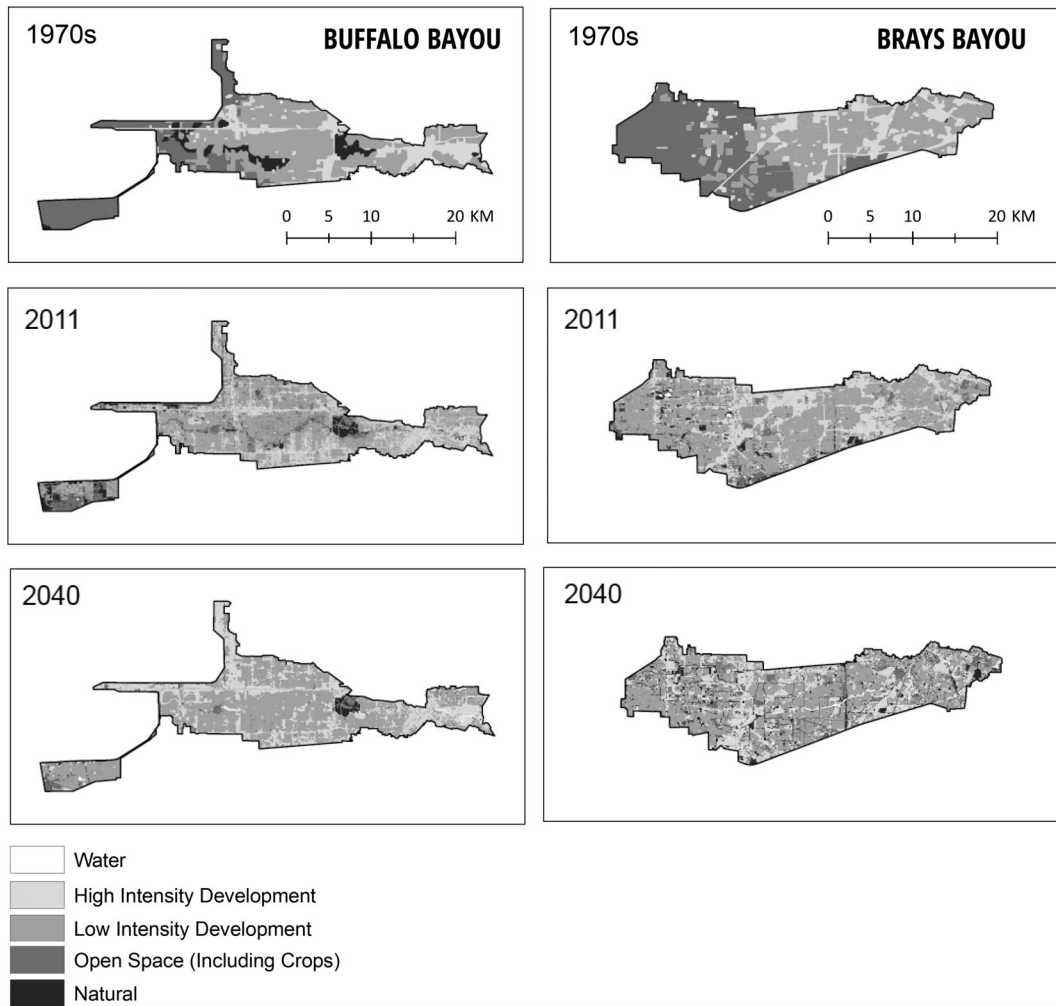 1970s
BUFFALO BAYOU
0 5 10 20 KM
1970s
BRAYS BAYOU
0 5 10 20 KM
2011
2011
2040
2040
Water
High Intensity Development
Low Intensity Development
Open Space (Including Crops)
Natural